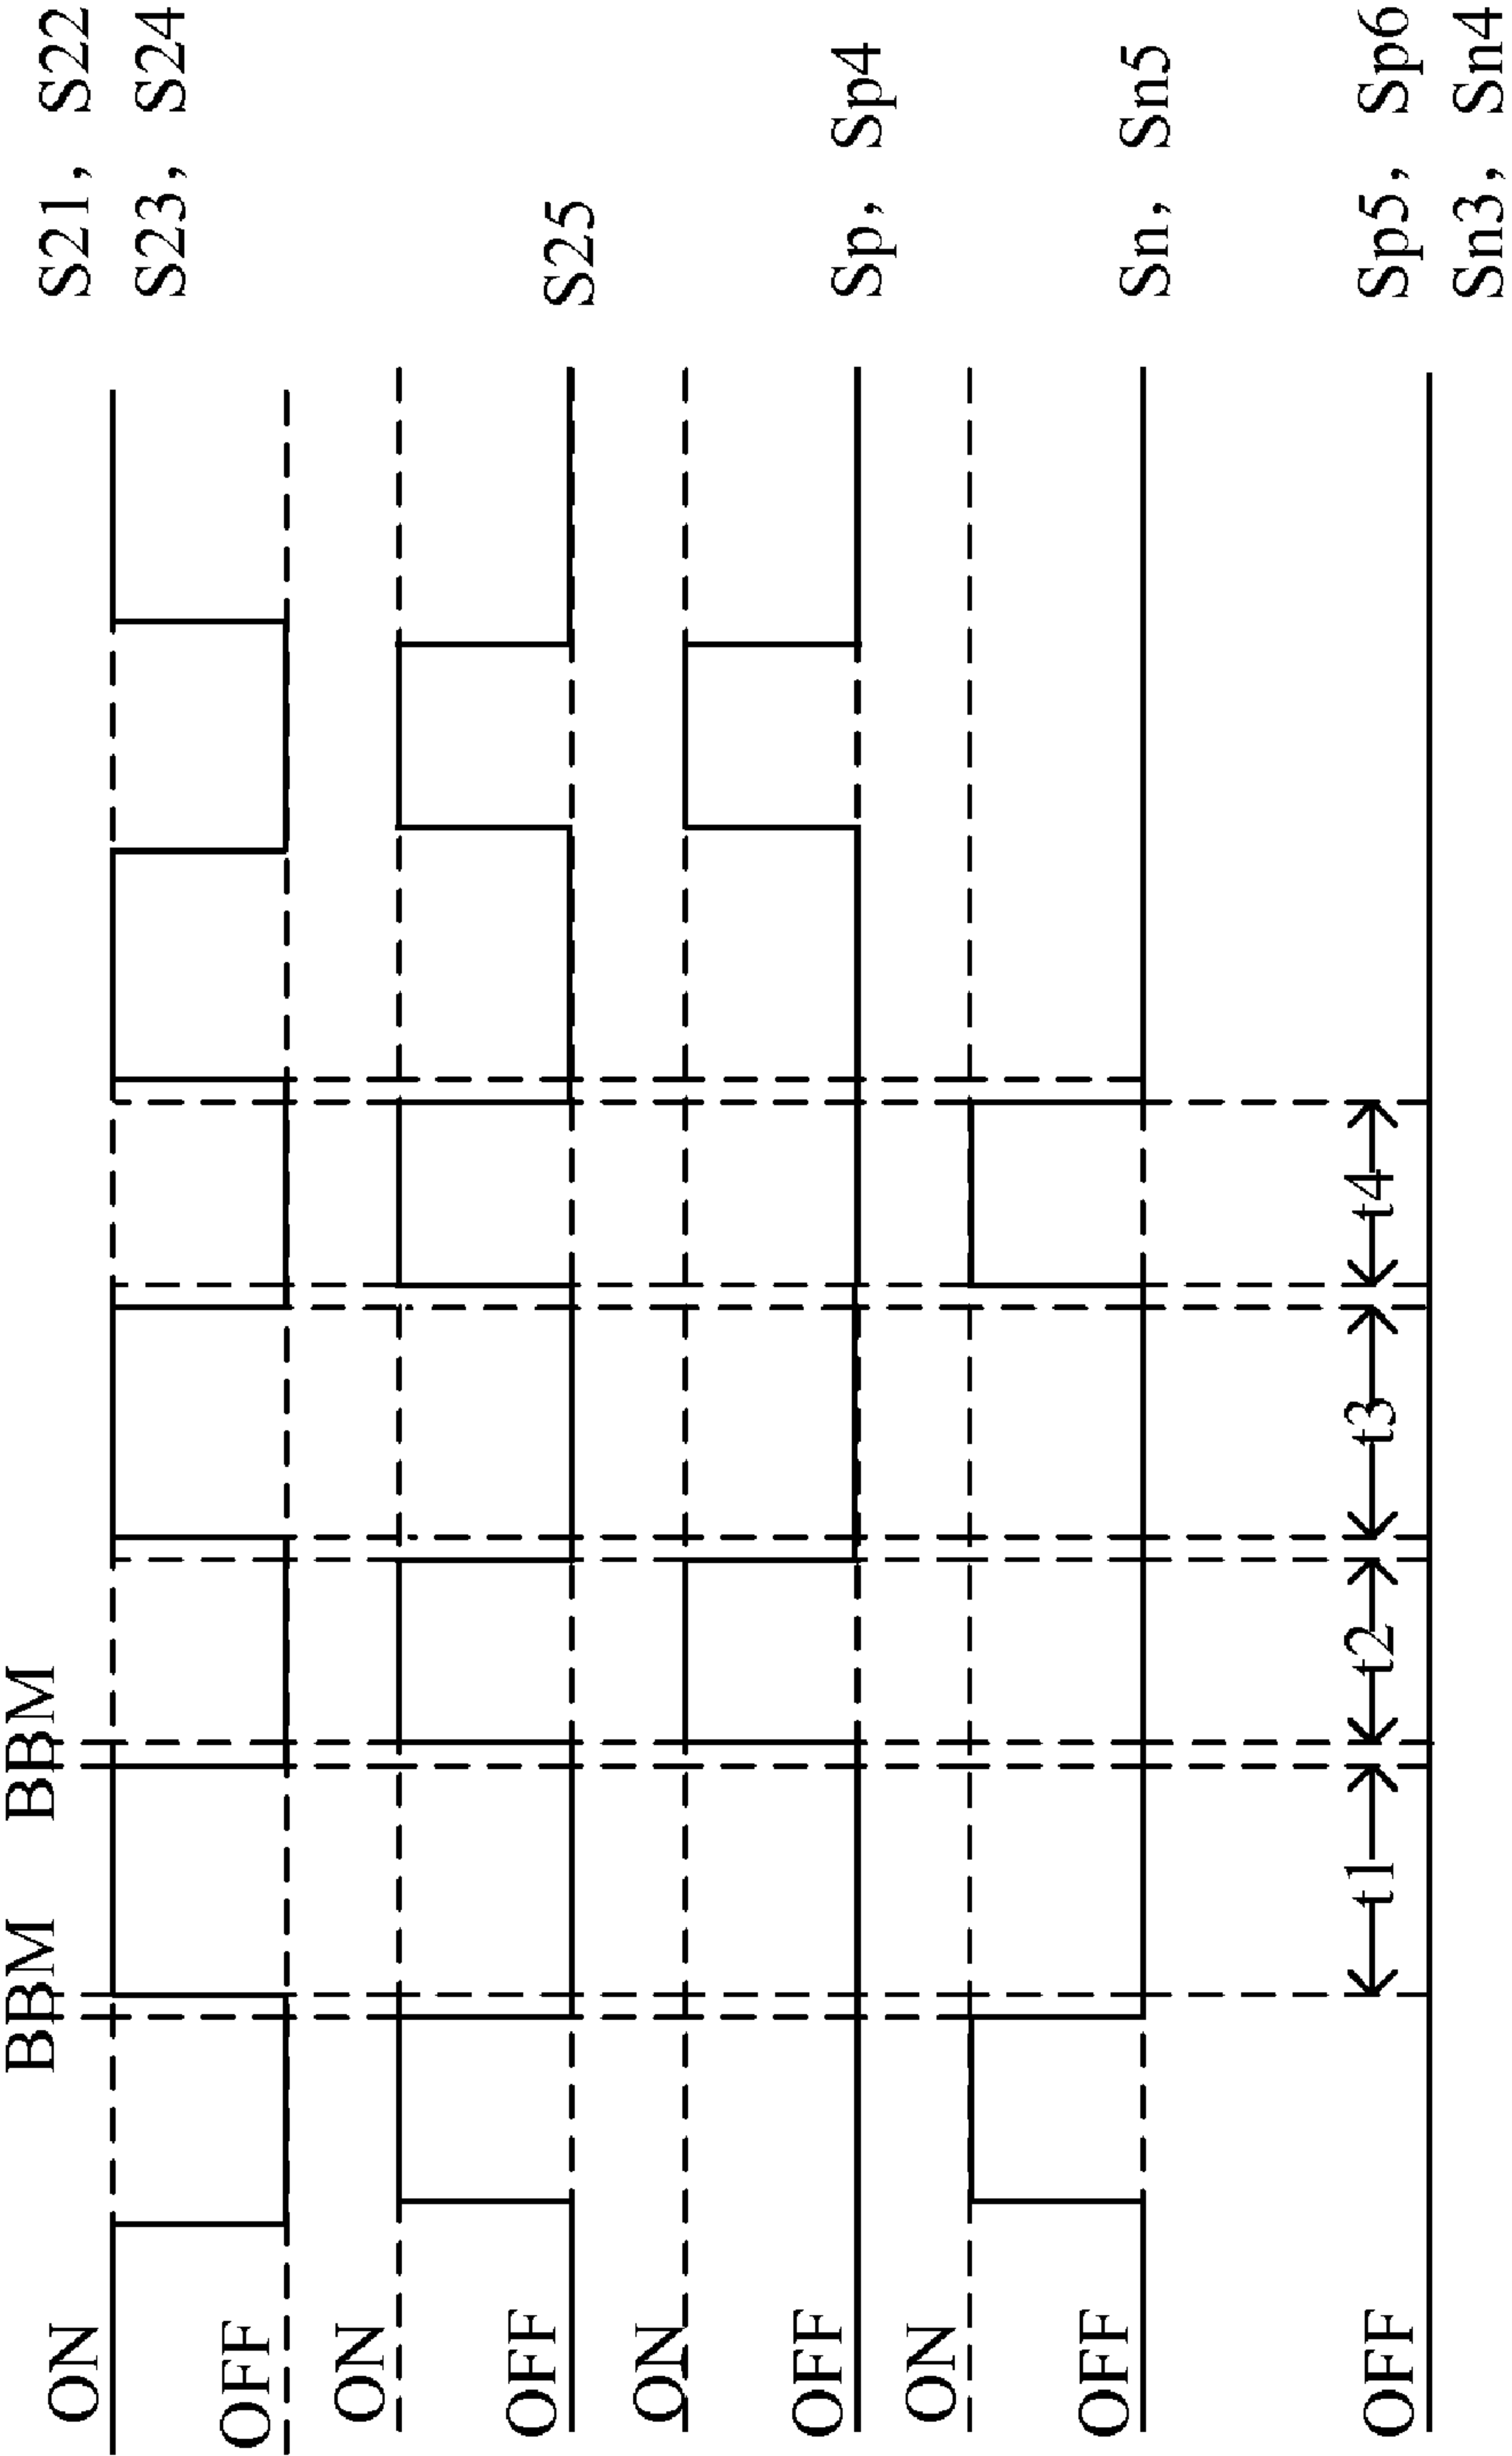 BBM BBM
ON
OFF
S21, S22
S23, S24
ON
OFF
S25
ON
OFF
Sp, Sp4
ON
OFF
Sn, Sn5
t1 t2 t3 t4
OFF
Sp5, Sp6
Sn3, Sn4